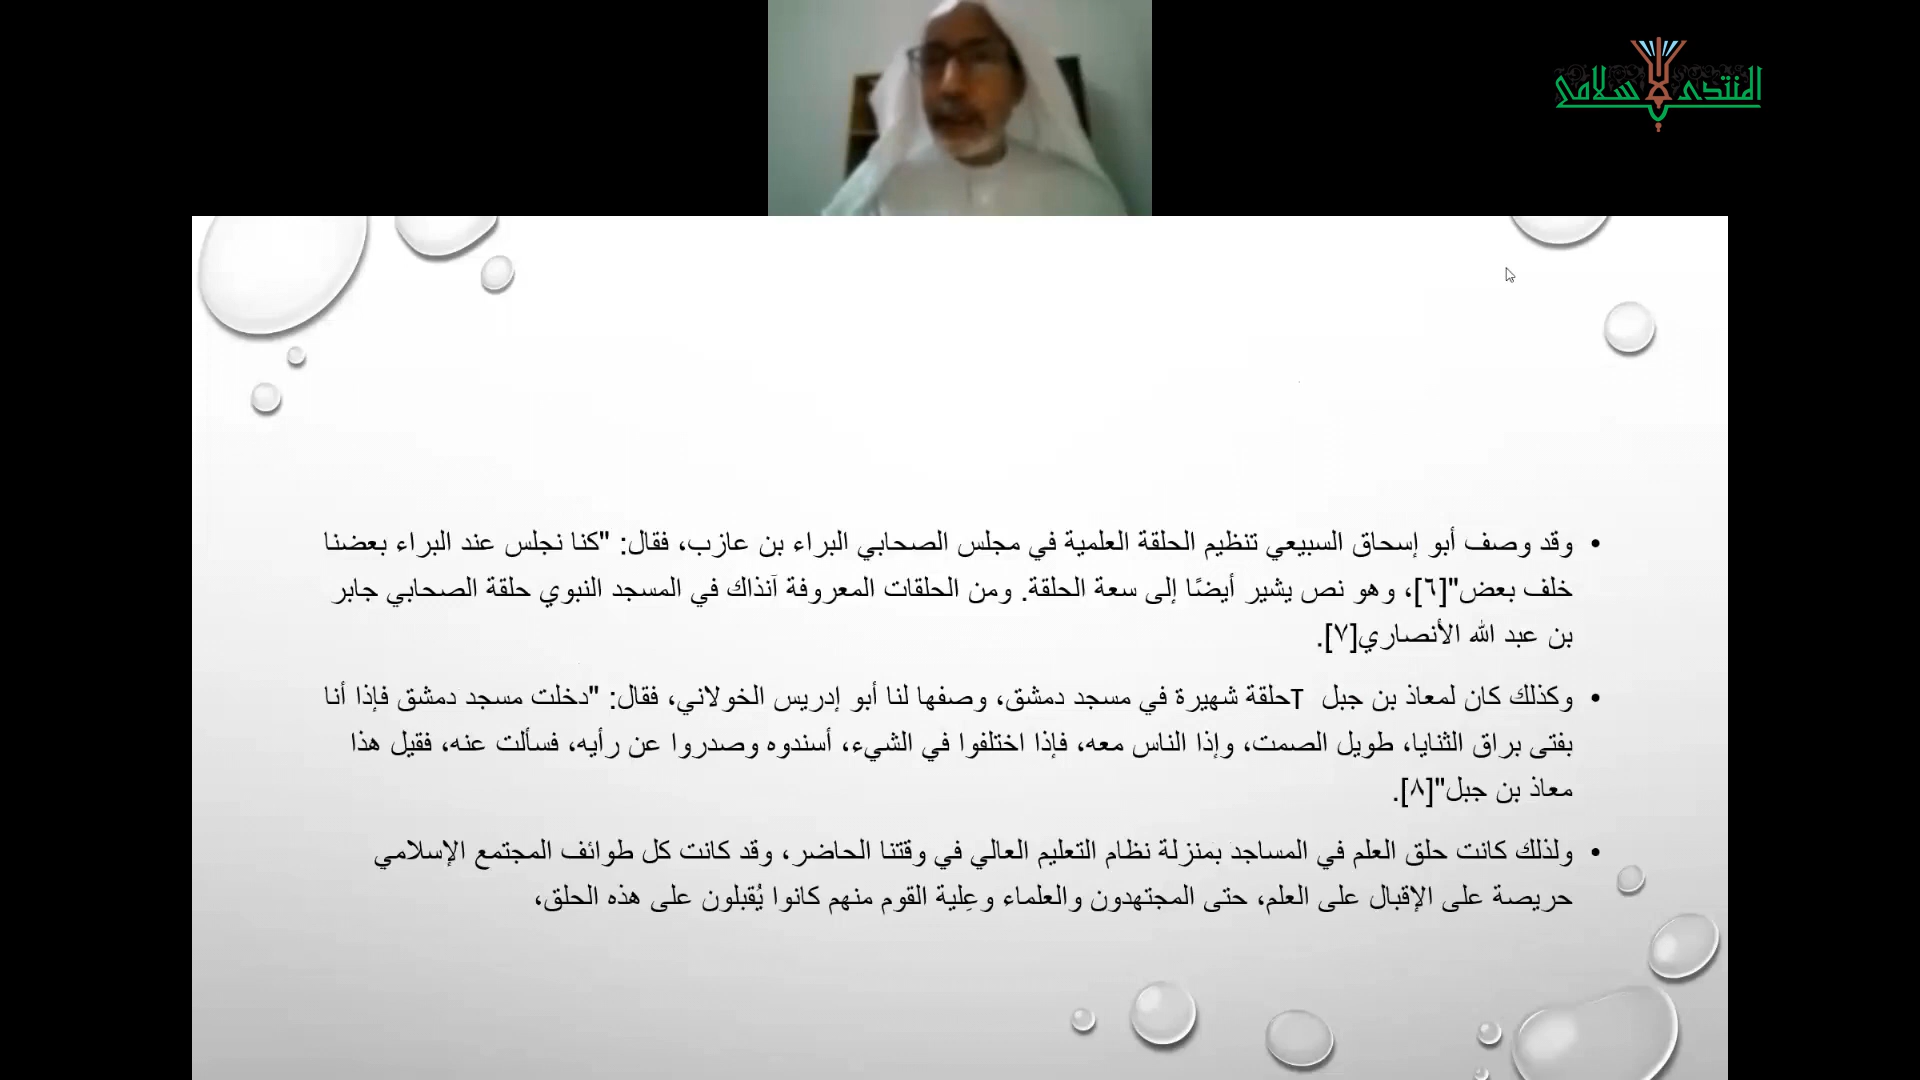 المنتدى الإسلامي
• وقد وصف أبو إسحاق السبيعي تنظيم الحلقة العلمية في مجلس الصحابي البراء بن عازب، فقال: "كنا نجلس عند البراء بعضنا
خلف بعض"[٦]، وهو نص يشير أيضًا إلى سعة الحلقة. ومن الحلقات المعروفة آنذاك في المسجد النبوي حلقة الصحابي جابر
بن عبد الله الأنصاري[٧].
• وكذلك كان لمعاذ بن جبل Tحلقة شهيرة في مسجد دمشق، وصفها لنا أبو إدريس الخولاني، فقال: "دخلت مسجد دمشق فإذا أنا
بفتى براق الثنايا، طويل الصمت، وإذا الناس معه، فإذا اختلفوا في الشيء، أسندوه وصدروا عن رأيه، فسألت عنه، فقيل هذا
معاذ بن جبل"[٨].
• ولذلك كانت حلق العلم في المساجد بمنزلة نظام التعليم العالي في وقتنا الحاضر، وقد كانت كل طوائف المجتمع الإسلامي
حريصة على الإقبال على العلم، حتى المجتهدون والعلماء وعِلية القوم منهم كانوا يُقبلون على هذه الحلق،